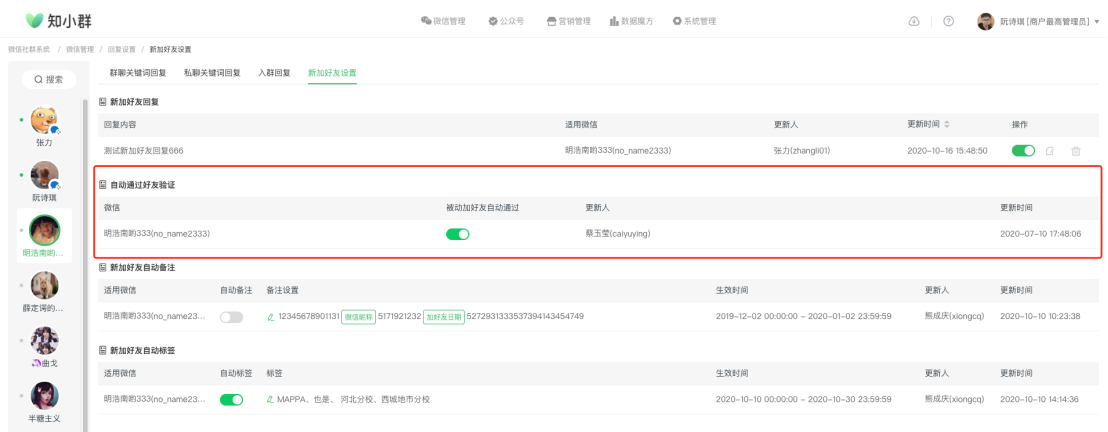 知小群
微信管理 公众号 营销管理 数据魔方 系统管理
阮诗琪 [商户最高管理员]
微信社群系统 / 微信管理 / 回复设置 / 新加好友设置
搜索
张力
阮诗琪
明浩南哟...
薛定谔的...
曲戈
半糖主义
群聊关键词回复 私聊关键词回复 入群回复 新加好友设置
新加好友回复
回复内容 适用微信 更新人 更新时间 操作
测试新加好友回复666 明浩南哟333(no_name2333) 张力(zhangli01) 2020-10-16 15:48:50
自动通过好友验证
微信 被动加好友自动通过 更新人 更新时间
明浩南哟333(no_name2333) 蔡玉莹(caiyuying) 2020-07-10 17:48:06
新加好友自动备注
适用微信 自动备注 备注设置 生效时间 更新人 更新时间
明浩南哟333(no_name23... 12345678901131 微信昵称 5171921232 加好友日期 5272931333537394143454749 2019-12-02 00:00:00 ~ 2020-01-02 23:59:59 熊成庆(xiongcq) 2020-10-10 10:23:38
新加好友自动标签
适用微信 自动标签 标签 生效时间 更新人 更新时间
明浩南哟333(no_name23... MAPPA、也是、 河北分校、西城地市分校 2020-10-10 00:00:00 ~ 2020-10-30 23:59:59 熊成庆(xiongcq) 2020-10-10 14:14:36